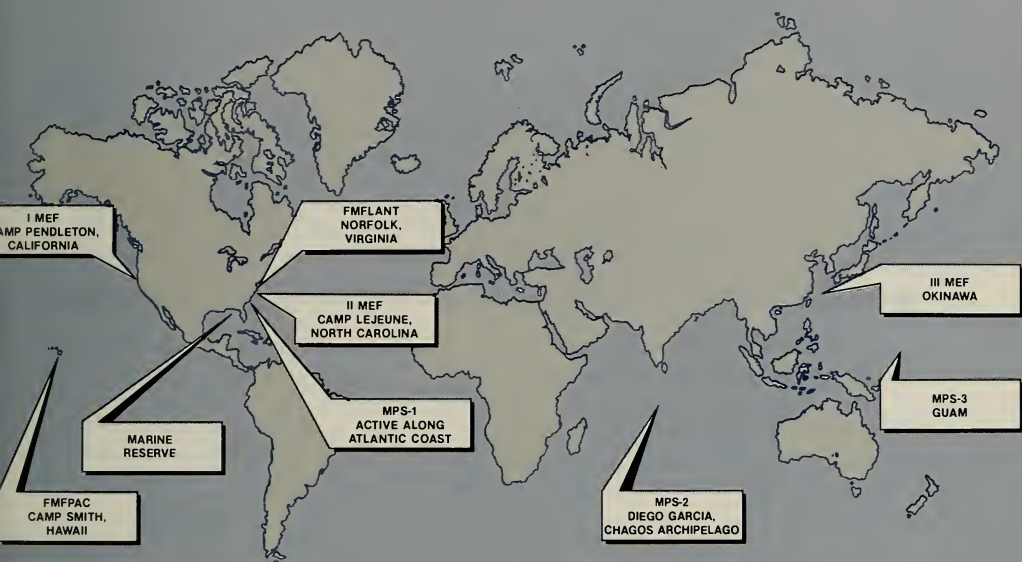 I MEF
AMP PENDLETON,
CALIFORNIA
FMFLANT
NORFOLK,
VIRGINIA
II MEF
CAMP LEJEUNE,
NORTH CAROLINA
III MEF
OKINAWA
MPS-3
GUAM
MPS-1
ACTIVE ALONG
ATLANTIC COAST
MARINE
RESERVE
FMFPAC
CAMP SMITH,
HAWAII
MPS-2
DIEGO GARCIA,
CHAGOS ARCHIPELAGO